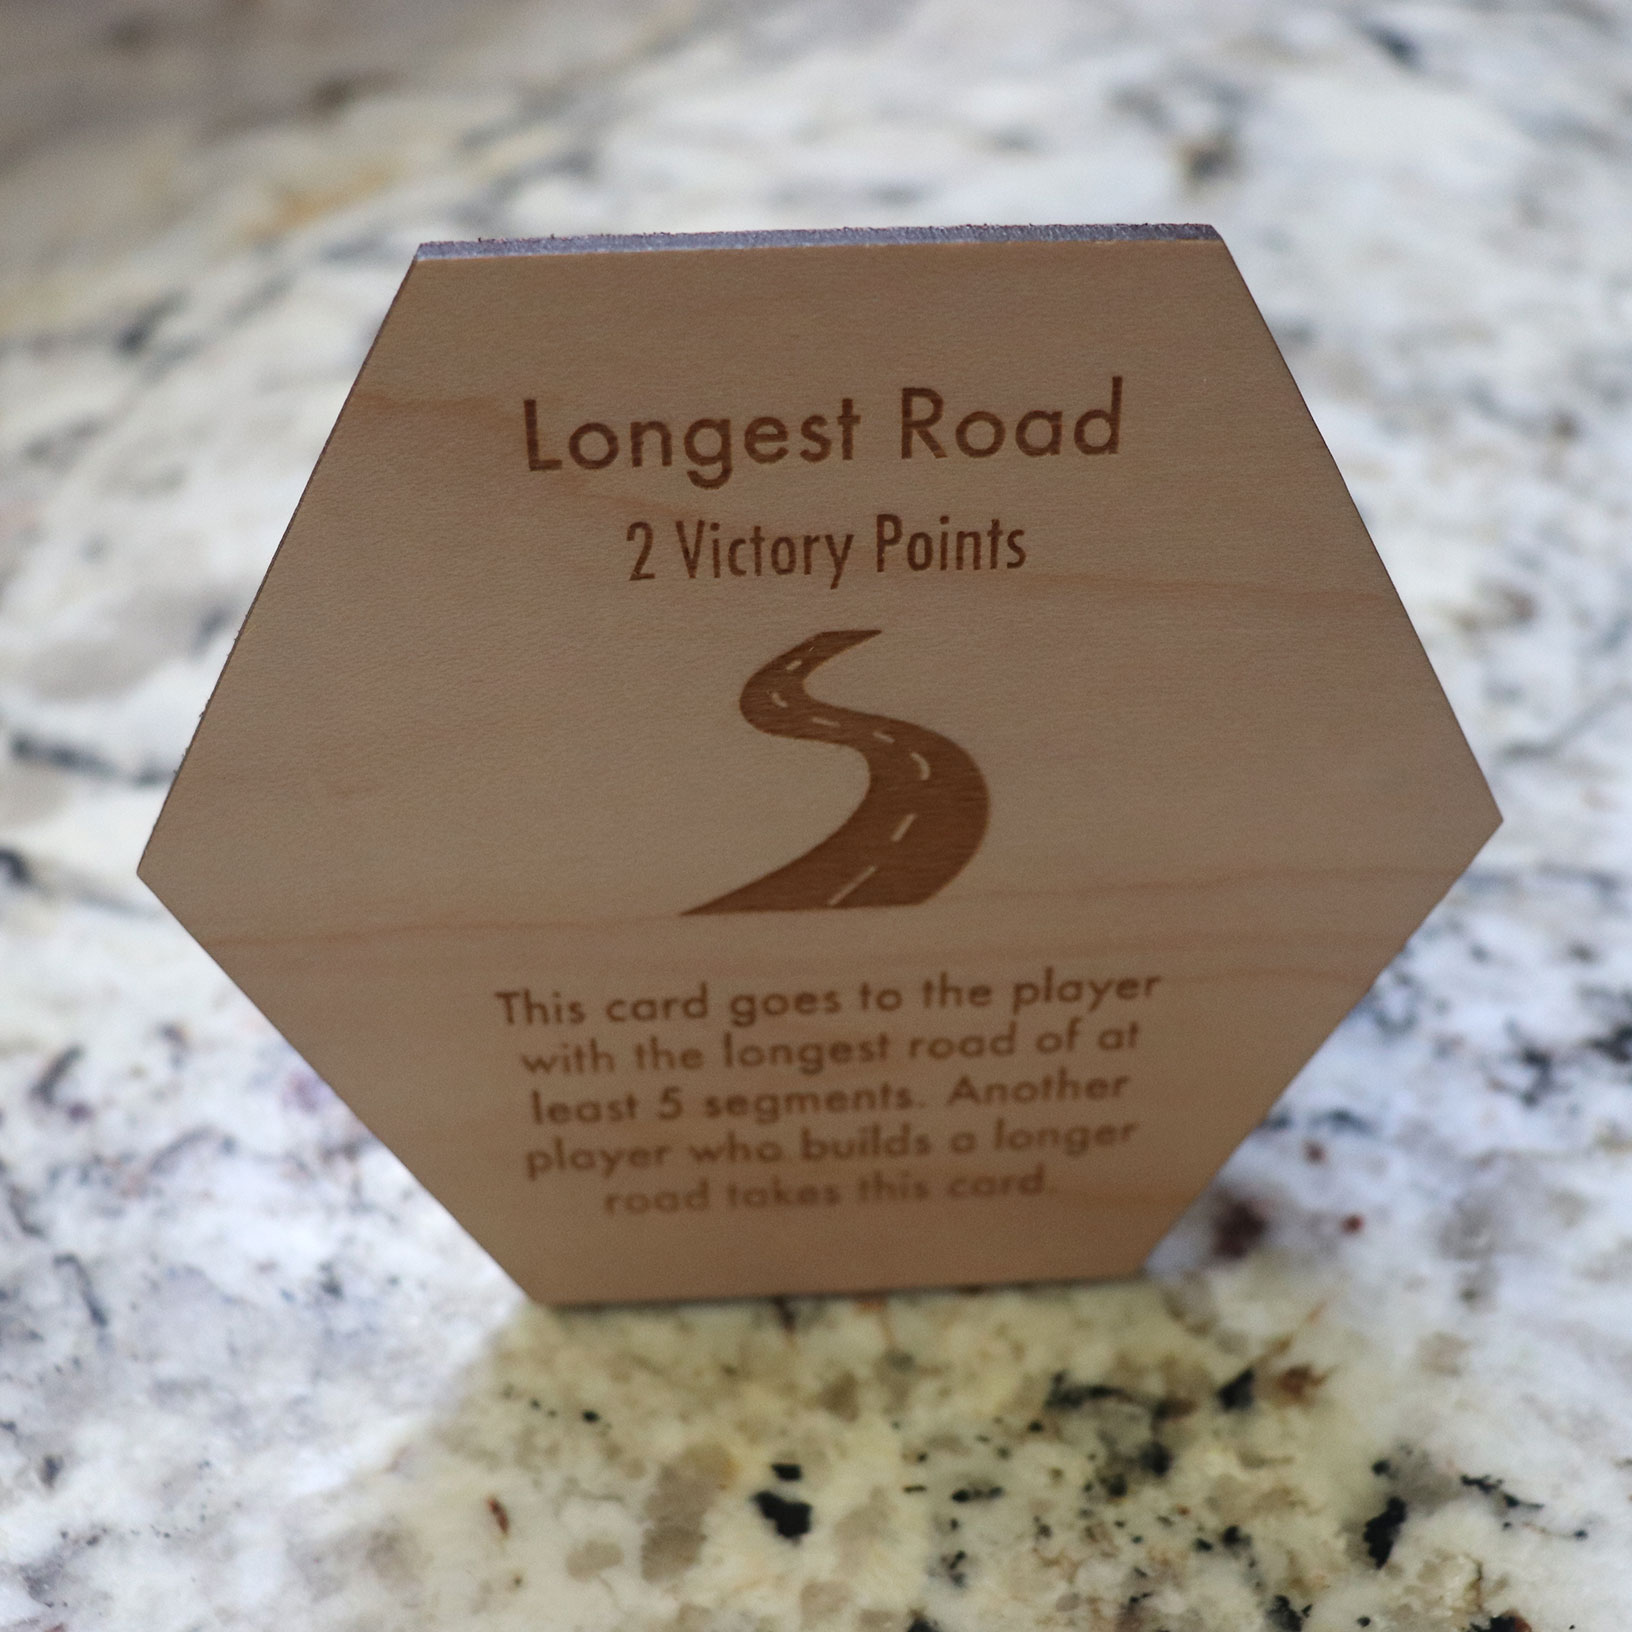 Longest Road
2 Victory Points
This card goes to the player
with the longest road of at
least 5 segments. Another
player who builds a longer
road takes this card.